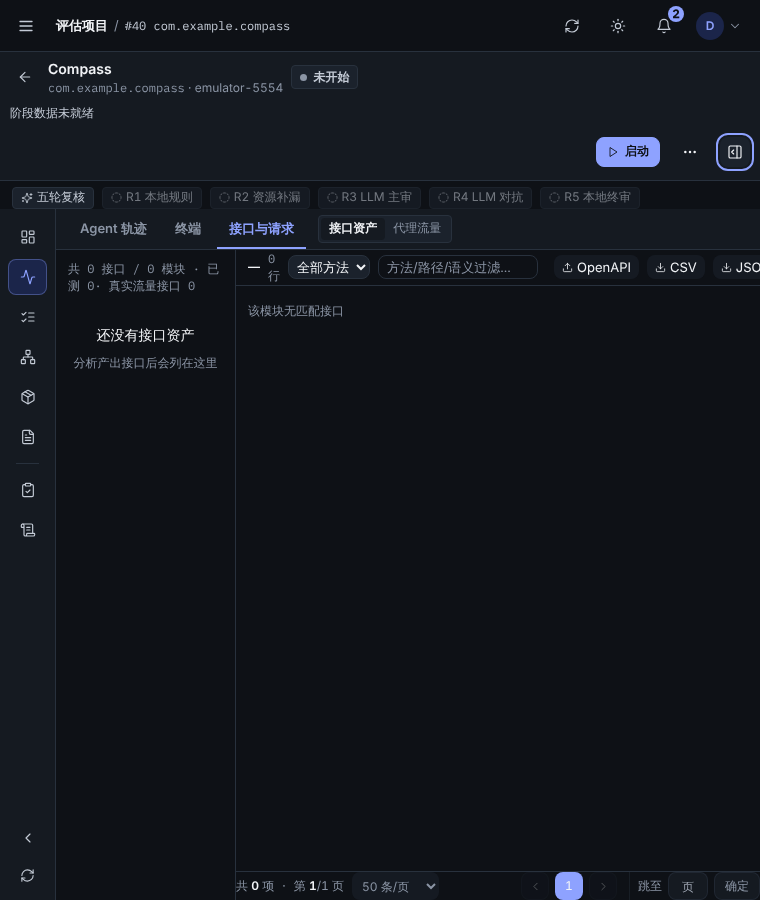 评估项目 / #40 com.example.compass
2
D
Compass
com.example.compass · emulator-5554
未开始
阶段数据未就绪
启动
五轮复核 R1 本地规则 R2 资源补漏 R3 LLM 主审 R4 LLM 对抗 R5 本地终审
Agent 轨迹 终端 接口与请求 接口资产 代理流量
共 0 接口 / 0 模块 · 已
测 0· 真实流量接口 0
还没有接口资产
分析产出接口后会列在这里
— 0
行
全部方法 方法/路径/语义过滤... OpenAPI CSV JSO
该模块无匹配接口
共 0 项 · 第 1/1 页 50 条/页 1 跳至 页 确定